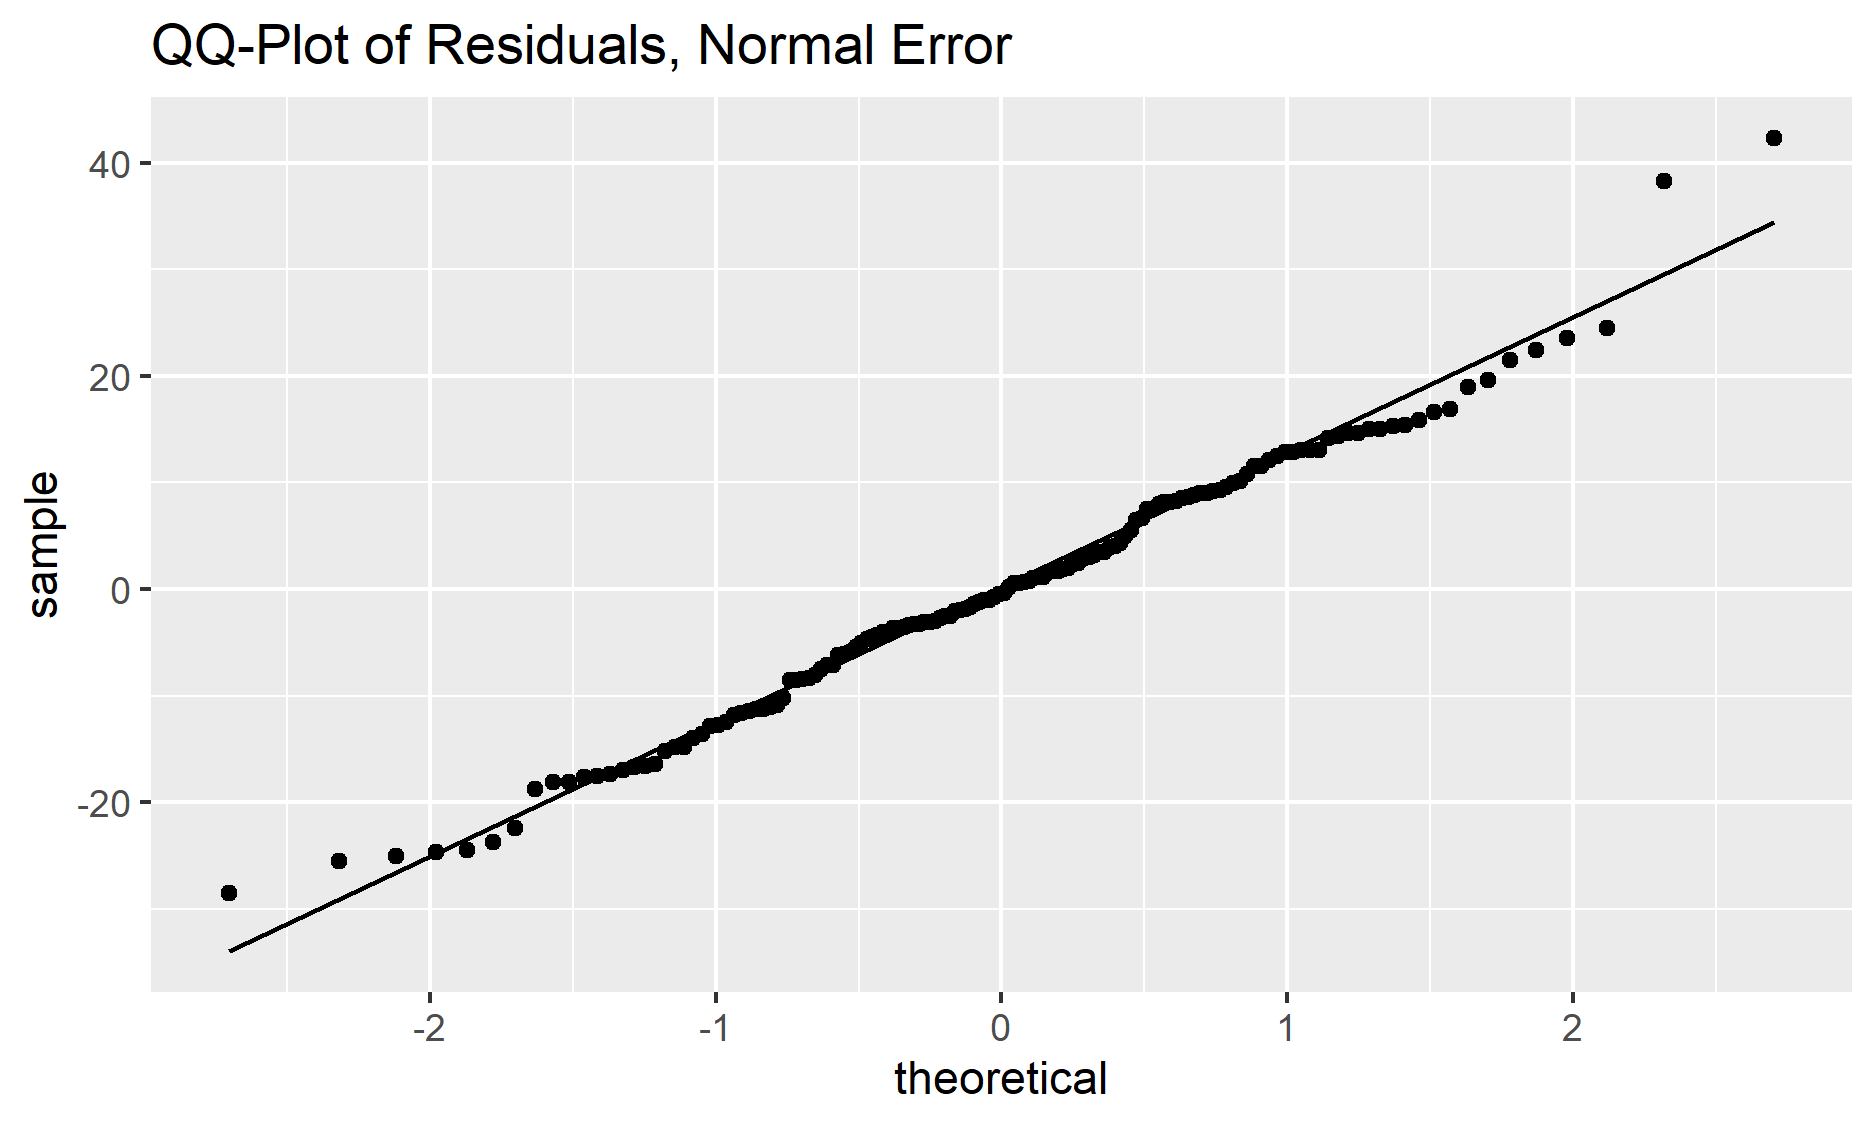 QQ-Plot of Residuals, Normal Error
40
20
0
-20
sample
-2 -1 0 1 2
theoretical